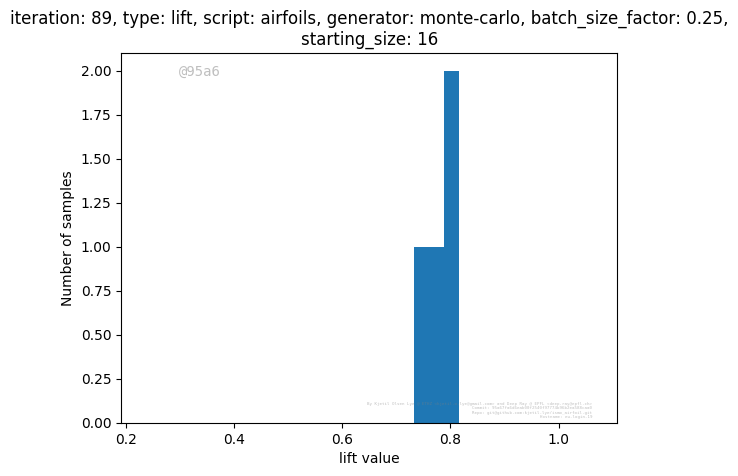 iteration: 89, type: lift, script: airfoils, generator: monte-carlo, batch_size_factor: 0.25,
starting_size: 16
@95a6
2.00
1.75
1.50
1.25
1.00
0.75
0.50
0.25
0.00
Number of samples
0.2 0.4 0.6 0.8 1.0
lift value